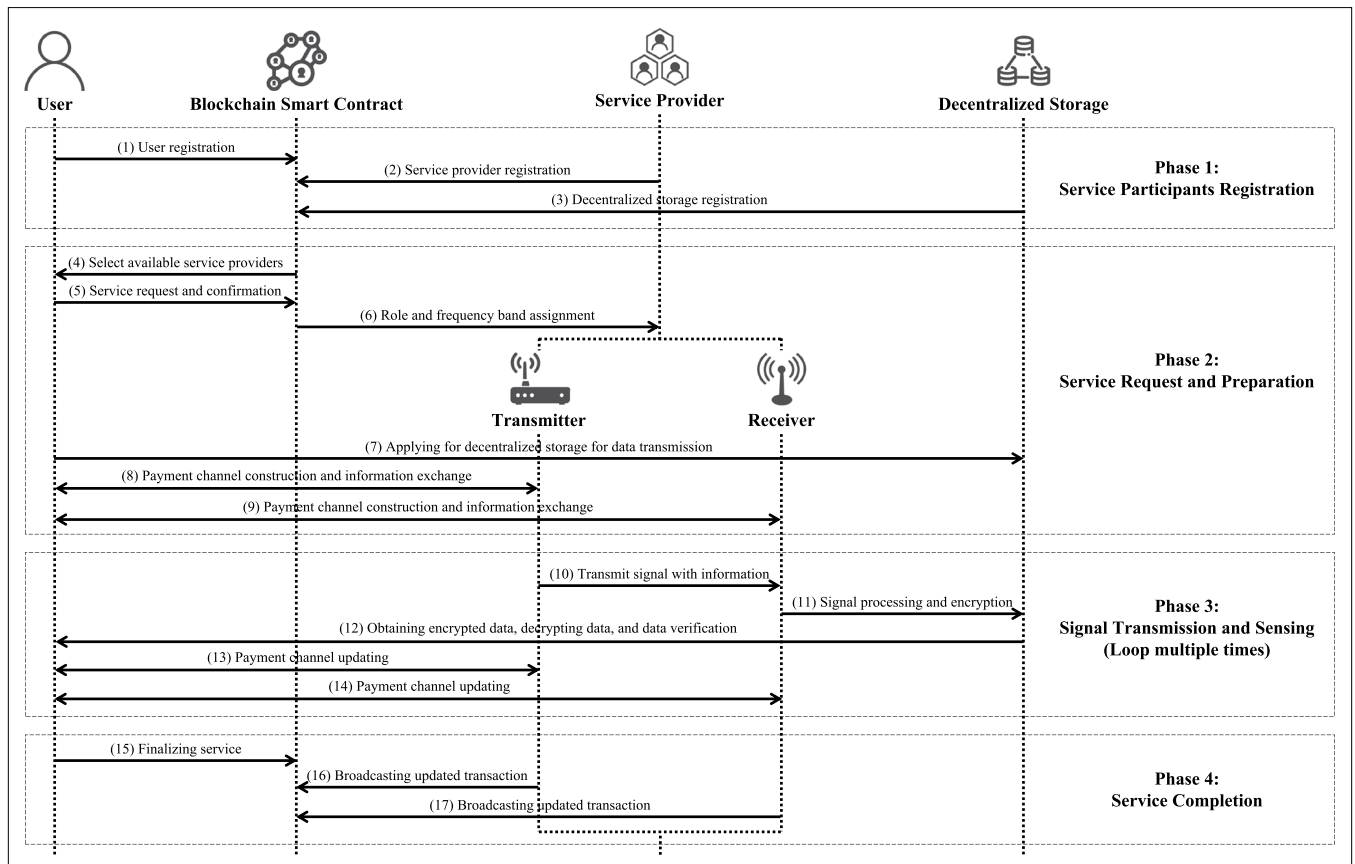 User
Blockchain Smart Contract
Service Provider
Decentralized Storage
(1) User registration
(2) Service provider registration
(3) Decentralized storage registration
Phase 1:
Service Participants Registration
(4) Select available service providers
(5) Service request and confirmation
(6) Role and frequency band assignment
Transmitter
Receiver
Phase 2:
Service Request and Preparation
(7) Applying for decentralized storage for data transmission
(8) Payment channel construction and information exchange
(9) Payment channel construction and information exchange
(10) Transmit signal with information
(11) Signal processing and encryption
(12) Obtaining encrypted data, decrypting data, and data verification
(13) Payment channel updating
(14) Payment channel updating
Phase 3:
Signal Transmission and Sensing
(Loop multiple times)
(15) Finalizing service
(16) Broadcasting updated transaction
(17) Broadcasting updated transaction
Phase 4:
Service Completion